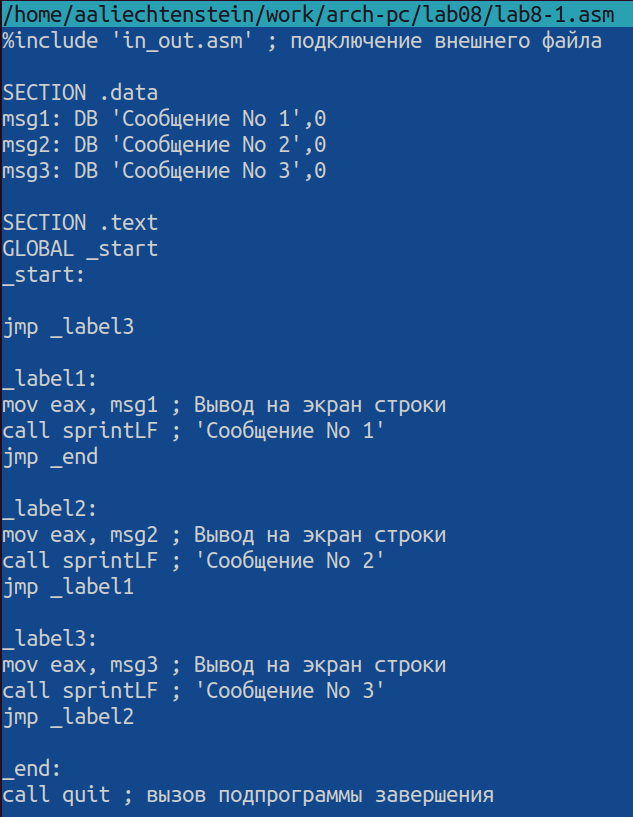 /home/aaliechtenstein/work/arch-pc/lab08/lab8-1.asm
%include 'in_out.asm' ; подключение внешнего файла
SECTION .data
msg1: DB 'Сообщение No 1',0
msg2: DB 'Сообщение No 2',0
msg3: DB 'Сообщение No 3',0
SECTION .text
GLOBAL _start
_start:
jmp _label3
_label1:
mov eax, msg1 ; Вывод на экран строки
call sprintLF ; 'Сообщение No 1'
jmp _end
_label2:
mov eax, msg2 ; Вывод на экран строки
call sprintLF ; 'Сообщение No 2'
jmp _label1
_label3:
mov eax, msg3 ; Вывод на экран строки
call sprintLF ; 'Сообщение No 3'
jmp _label2
_end:
call quit ; вызов подпрограммы завершения